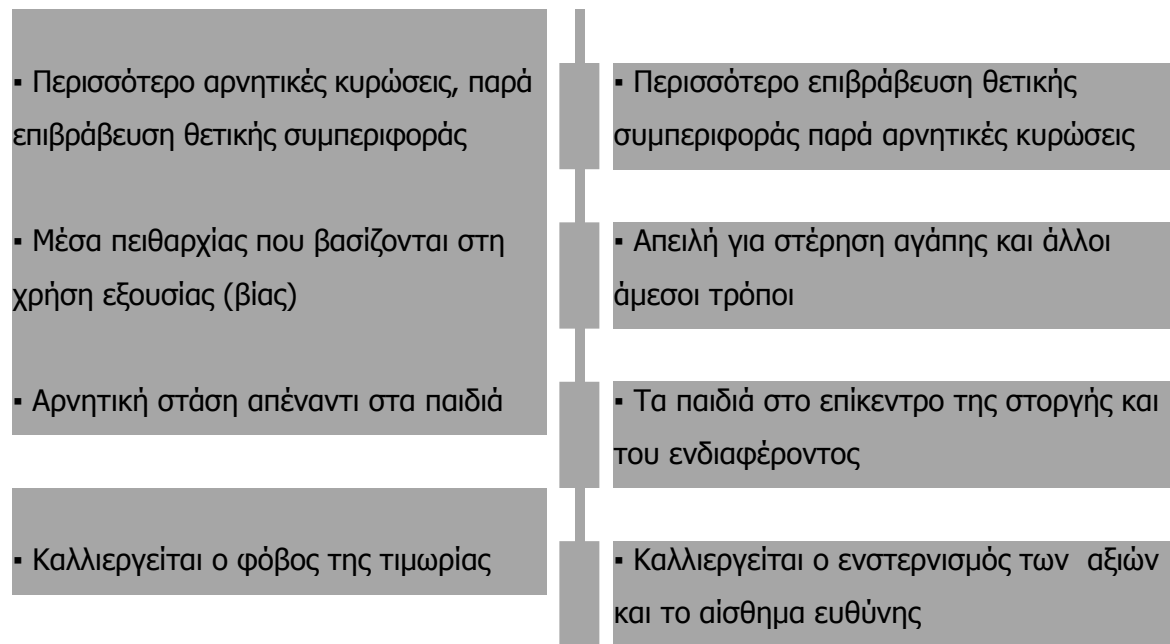 ▪ Περισσότερο αρνητικές κυρώσεις, παρά
επιβράβευση θετικής συμπεριφοράς
▪ Περισσότερο επιβράβευση θετικής
συμπεριφοράς παρά αρνητικές κυρώσεις
▪ Μέσα πειθαρχίας που βασίζονται στη
χρήση εξουσίας (βίας)
▪ Απειλή για στέρηση αγάπης και άλλοι
άμεσοι τρόποι
▪ Αρνητική στάση απέναντι στα παιδιά
▪ Τα παιδιά στο επίκεντρο της στοργής και
του ενδιαφέροντος
▪ Καλλιεργείται ο φόβος της τιμωρίας
▪ Καλλιεργείται ο ενστερνισμός των  αξιών
και το αίσθημα ευθύνης